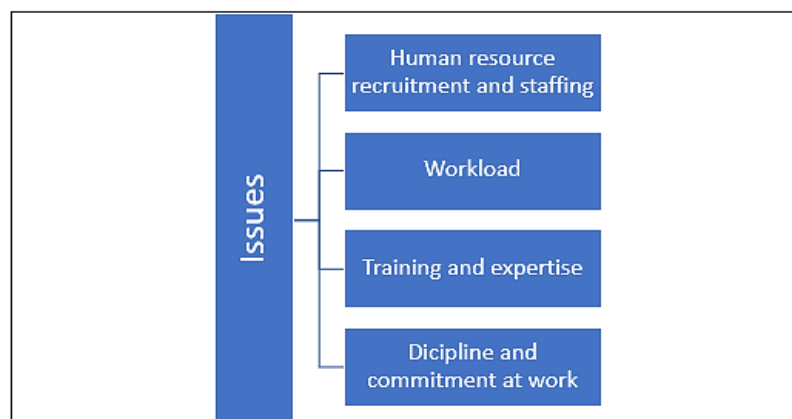 Issues
Human resource
recruitment and staffing
Workload
Training and expertise
Dicipline and
commitment at work